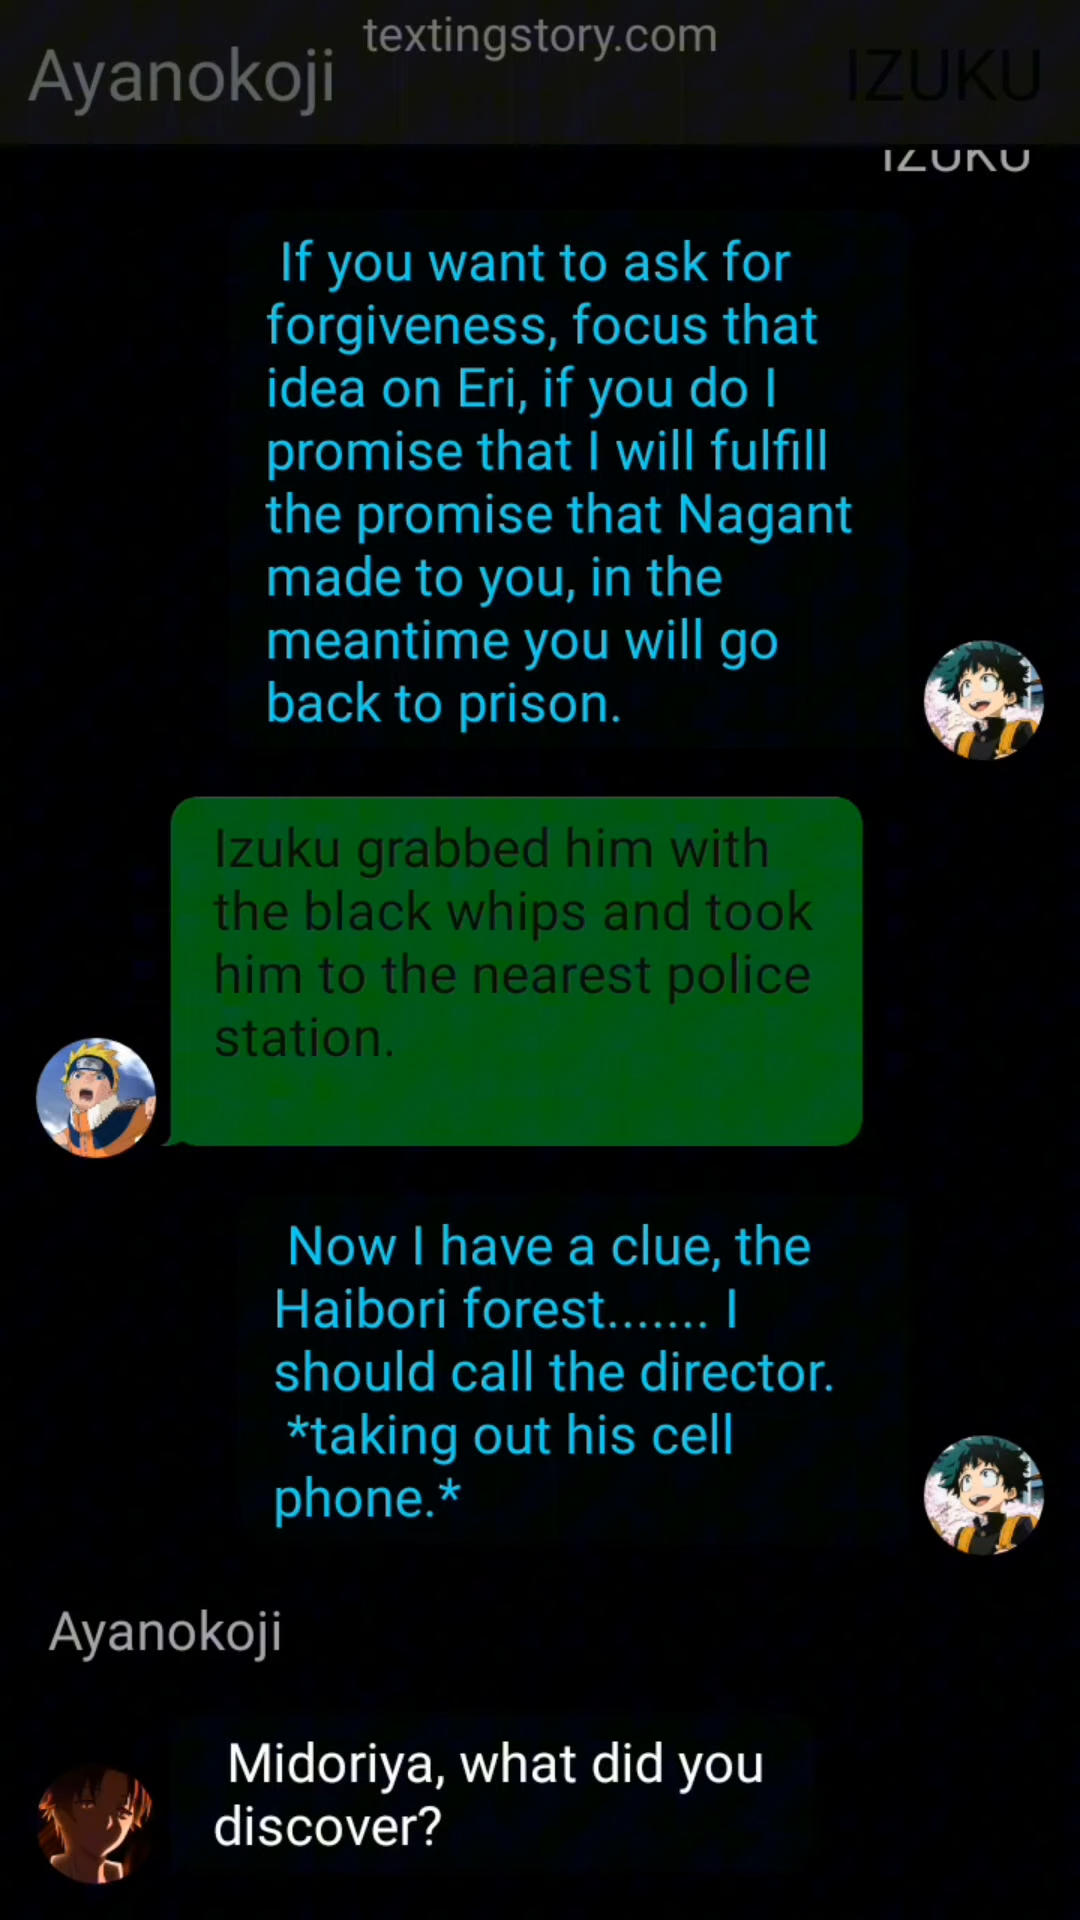 textingstory.com
Ayanokoji
IZUKU
IZUKU
If you want to ask for
forgiveness, focus that
idea on Eri, if you do I
promise that I will fulfill
the promise that Nagant
made to you, in the
meantime you will go
back to prison.
Izuku grabbed him with
the black whips and took
him to the nearest police
station.
Now I have a clue, the
Haibori forest....... I
should call the director.
*taking out his cell
phone.*
Ayanokoji
Midoriya, what did you
discover?